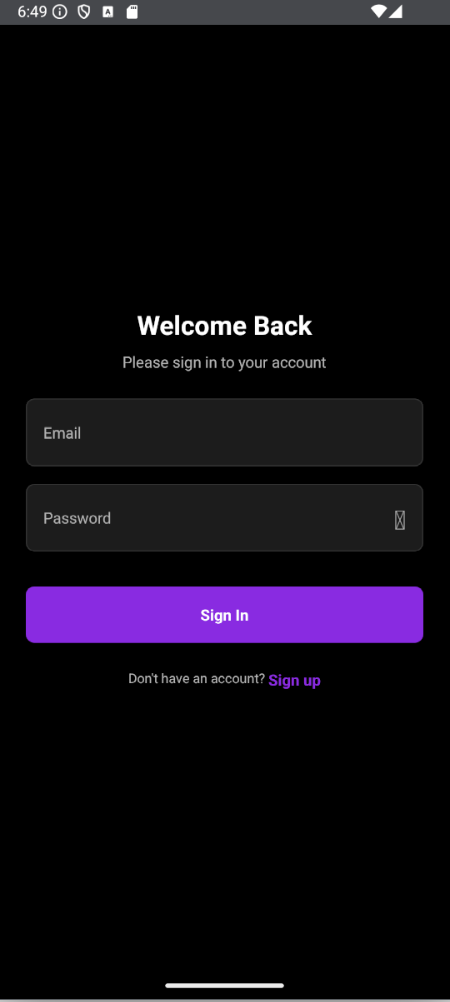 6:49
Welcome Back
Please sign in to your account
Email
Password
Sign In
Don't have an account? Sign up